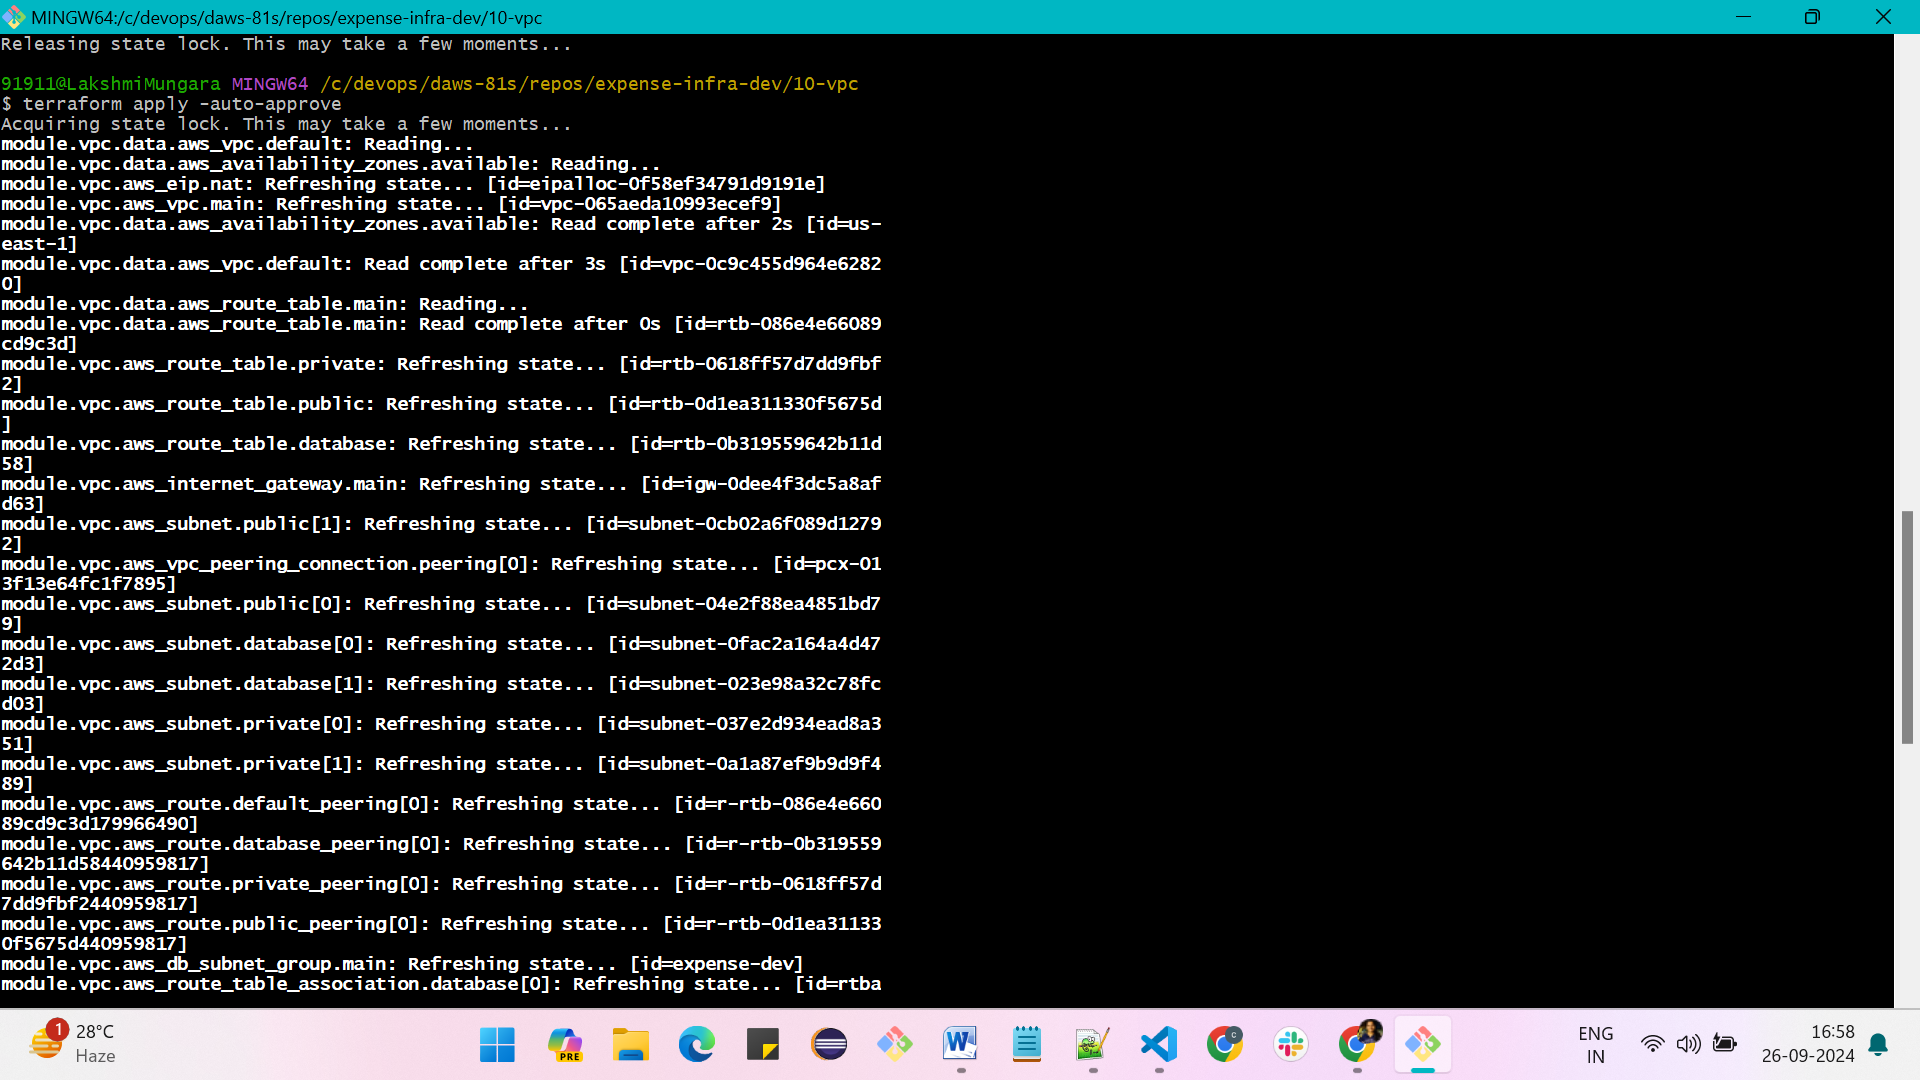 MINGW64:/c/devops/daws-81s/repos/expense-infra-dev/10-vpc
Releasing state lock. This may take a few moments...
91911@LakshmiMungara MINGW64 /c/devops/daws-81s/repos/expense-infra-dev/10-vpc
$ terraform apply -auto-approve
Acquiring state lock. This may take a few moments...
module.vpc.data.aws_vpc.default: Reading...
module.vpc.data.aws_availability_zones.available: Reading...
module.vpc.aws_eip.nat: Refreshing state... [id=eipalloc-0f58ef34791d9191e]
module.vpc.aws_vpc.main: Refreshing state... [id=vpc-065aeda10993ecef9]
module.vpc.data.aws_availability_zones.available: Read complete after 2s [id=us-
east-1]
module.vpc.data.aws_vpc.default: Read complete after 3s [id=vpc-0c9c455d964e6282
0]
module.vpc.data.aws_route_table.main: Reading...
module.vpc.data.aws_route_table.main: Read complete after 0s [id=rtb-086e4e66089
cd9c3d]
module.vpc.aws_route_table.private: Refreshing state... [id=rtb-0618ff57d7dd9fbf
2]
module.vpc.aws_route_table.public: Refreshing state... [id=rtb-0d1ea311330f5675d
]
module.vpc.aws_route_table.database: Refreshing state... [id=rtb-0b319559642b11d
58]
module.vpc.aws_internet_gateway.main: Refreshing state... [id=igw-0dee4f3dc5a8af
d63]
module.vpc.aws_subnet.public[1]: Refreshing state... [id=subnet-0cb02a6f089d1279
2]
module.vpc.aws_vpc_peering_connection.peering[0]: Refreshing state... [id=pcx-01
3f13e64fc1f7895]
module.vpc.aws_subnet.public[0]: Refreshing state... [id=subnet-04e2f88ea4851bd7
9]
module.vpc.aws_subnet.database[0]: Refreshing state... [id=subnet-0fac2a164a4d47
2d3]
module.vpc.aws_subnet.database[1]: Refreshing state... [id=subnet-023e98a32c78fc
d03]
module.vpc.aws_subnet.private[0]: Refreshing state... [id=subnet-037e2d934ead8a3
51]
module.vpc.aws_subnet.private[1]: Refreshing state... [id=subnet-0a1a87ef9b9d9f4
89]
module.vpc.aws_route.default_peering[0]: Refreshing state... [id=r-rtb-086e4e660
89cd9c3d179966490]
module.vpc.aws_route.database_peering[0]: Refreshing state... [id=r-rtb-0b319559
642b11d58440959817]
module.vpc.aws_route.private_peering[0]: Refreshing state... [id=r-rtb-0618ff57d
7dd9fbf2440959817]
module.vpc.aws_route.public_peering[0]: Refreshing state... [id=r-rtb-0d1ea31133
0f5675d440959817]
module.vpc.aws_db_subnet_group.main: Refreshing state... [id=expense-dev]
module.vpc.aws_route_table_association.database[0]: Refreshing state... [id=rtba
1
28°C
Haze
PRE
W
C
ENG
IN
16:58
26-09-2024